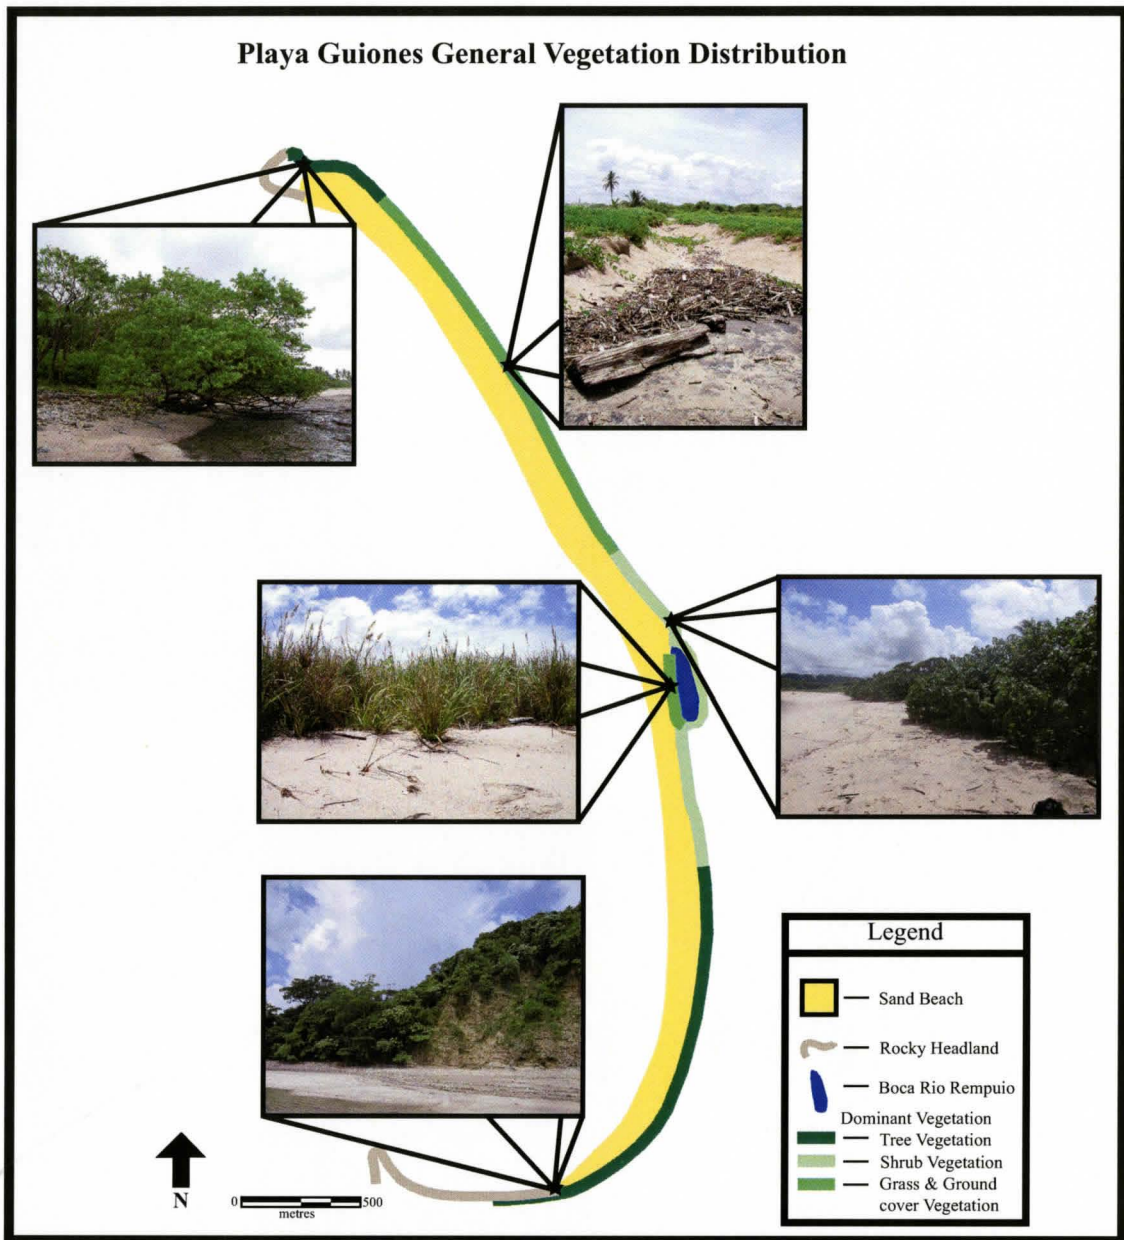 Playa Guiones General Vegetation Distribution
Legend
Sand Beach
Rocky Headland
Boca Rio Rempuio
Dominant Vegetation
Tree Vegetation
Shrub Vegetation
Grass & Ground
cover Vegetation
N
0 500
metres